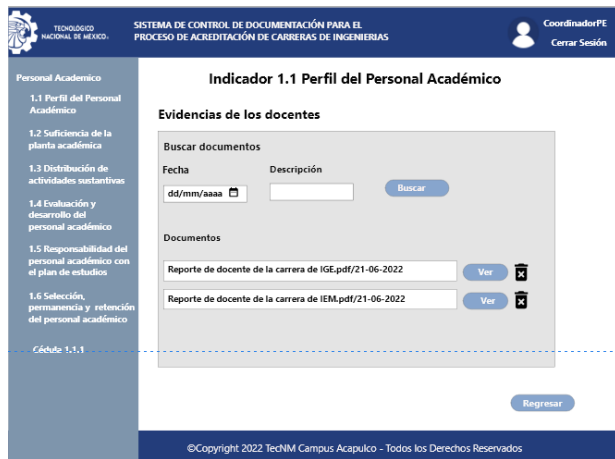 TECNOLÓGICO
NACIONAL DE MÉXICO®
SISTEMA DE CONTROL DE DOCUMENTACIÓN PARA EL
PROCESO DE ACREDITACIÓN DE CARRERAS DE INGENIERIAS
CoordinadorPE
Cerrar Sesión
Personal Academico
1.1 Perfil del Personal
Académico
1.2 Suficiencia de la
planta académica
1.3 Distribución de
actividades sustantivas
1.4 Evaluación y
desarrollo del
personal académico
1.5 Responsabilidad del
personal académico con
el plan de estudios
1.6 Selección,
permanencia y retención
del personal académico
Cédula 1.1.1
Indicador 1.1 Perfil del Personal Académico
Evidencias de los docentes
Buscar documentos
Fecha
Descripción
dd/mm/aaaa
Buscar
Documentos
Reporte de docente de la carrera de IGE.pdf/21-06-2022
Ver
Reporte de docente de la carrera de IEM.pdf/21-06-2022
Ver
Regresar
©Copyright 2022 TecNM Campus Acapulco - Todos los Derechos Reservados